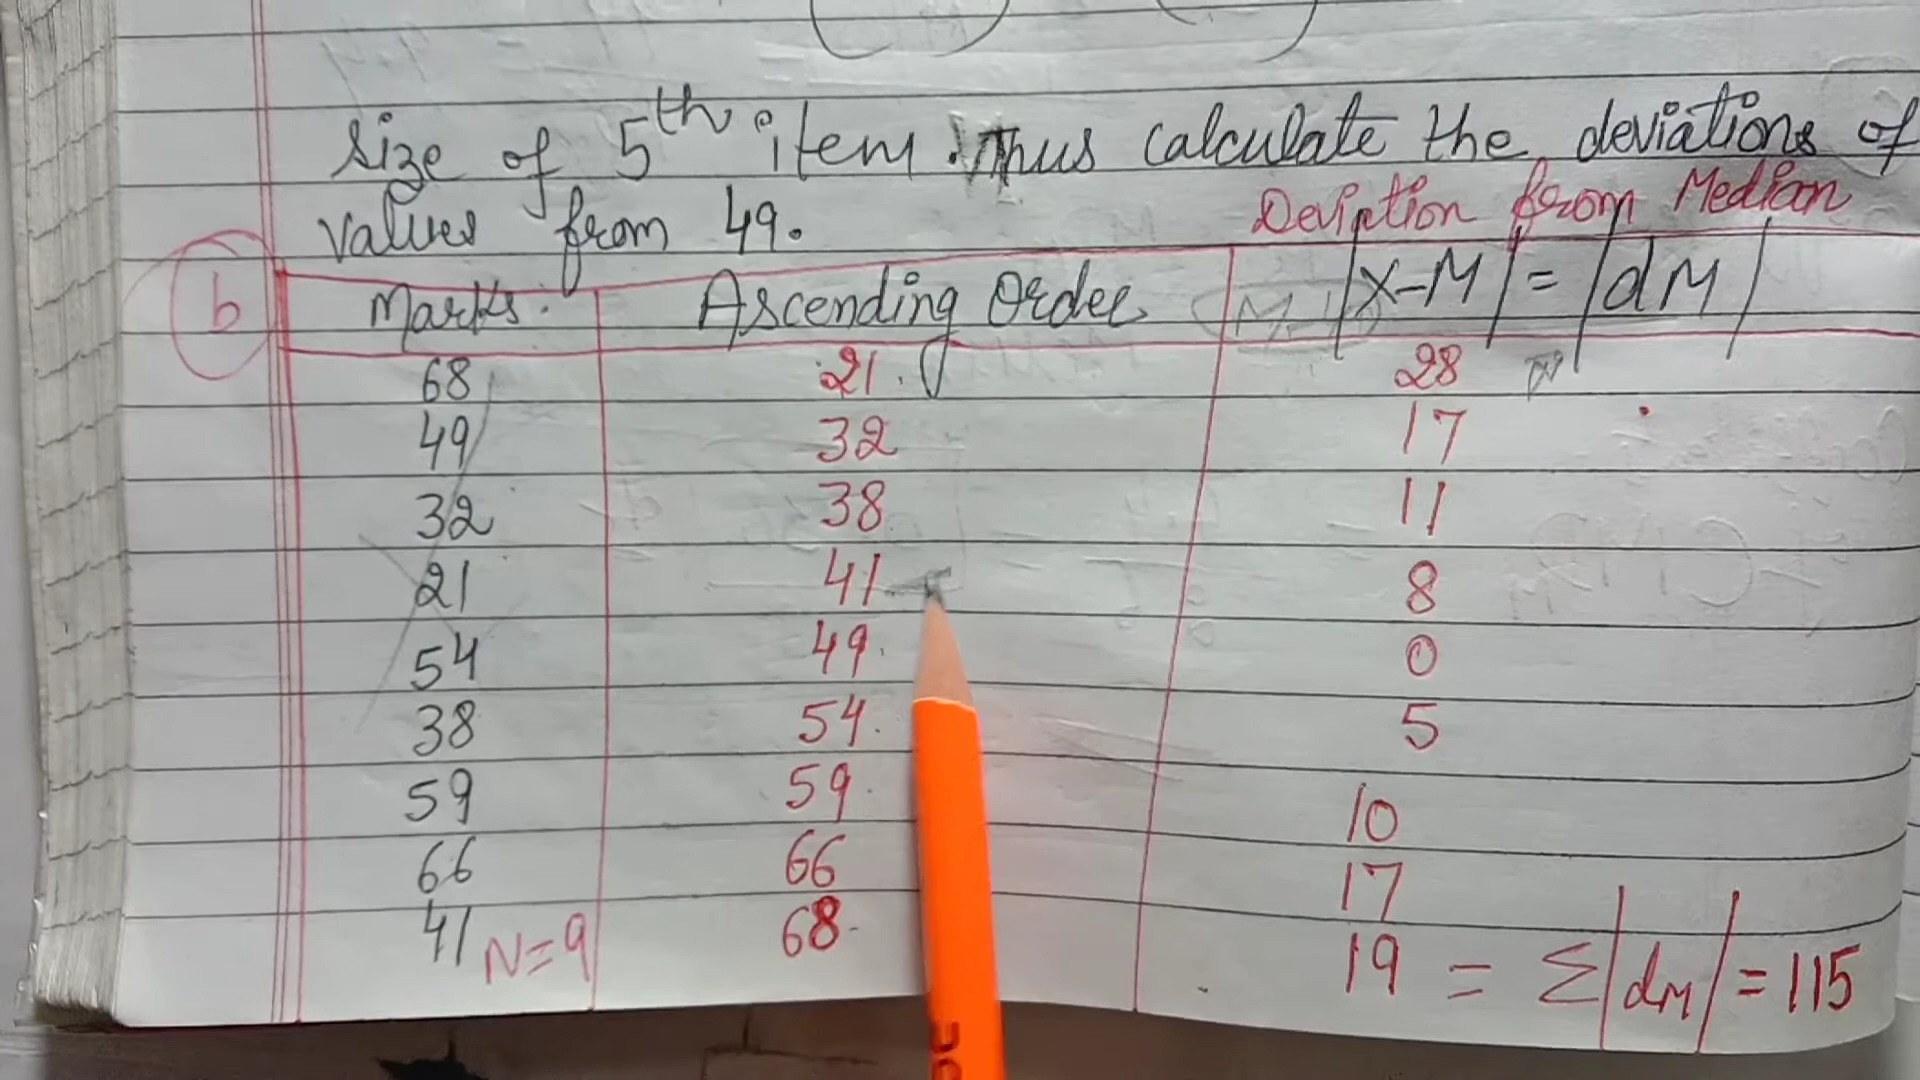 size of 5th item. Thus calculate the deviations of
values from 49.
Deviation from Median
b
Marks. Ascending Order |X-M| = |dM|
68 21. 28
49 32 17
32 38 11
21 41 8
54 49. 0
38 54. 5
59 59. 10
66 66 17
41 N=9 68. 19 = Σ|dM| = 115